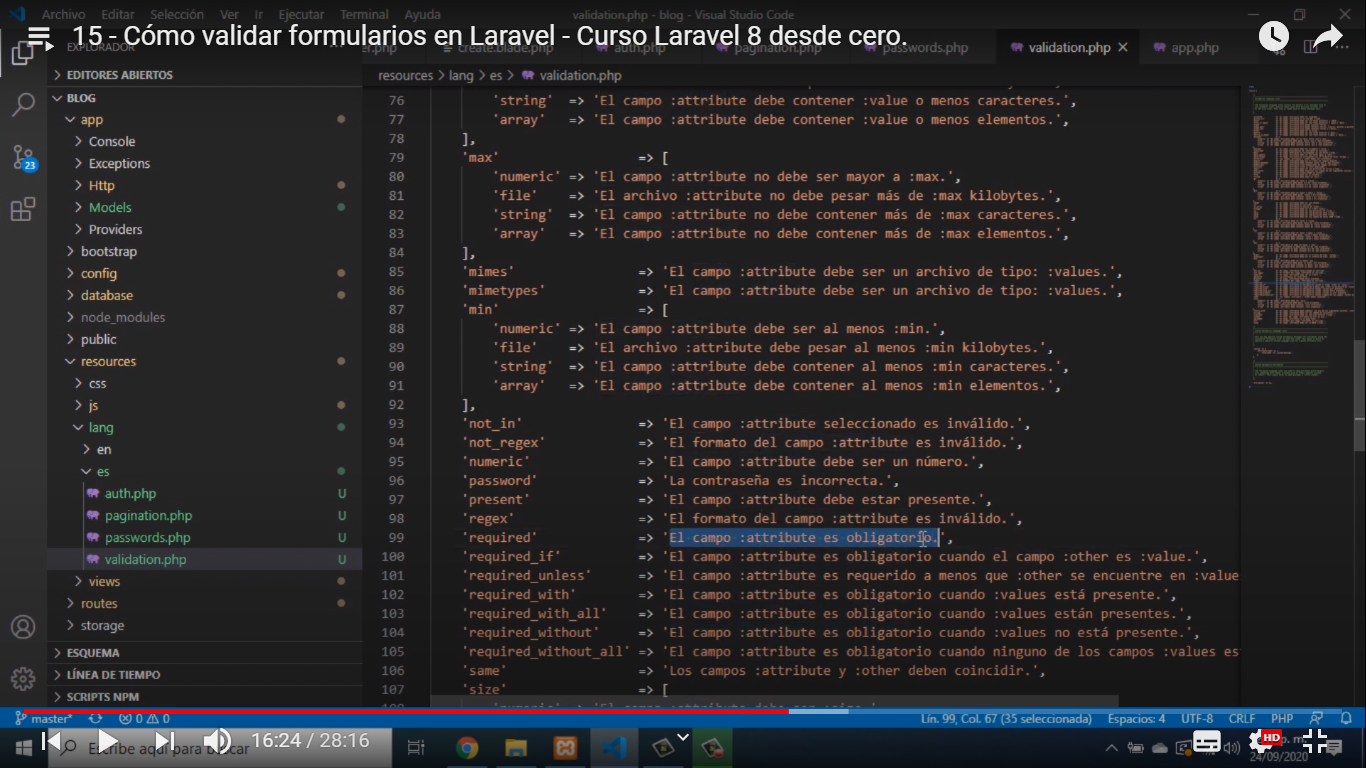 Archivo Editar Selección Ver Ir Ejecutar Terminal Ayuda
validation.php - blog - Visual Studio Code
15 - Cómo validar formularios en Laravel - Curso Laravel 8 desde cero.
EXPLORADOR
create.blade.php
auth.php
pagination.php
passwords.php
validation.php
app.php
resources > lang > es > validation.php
EDITORES ABIERTOS
BLOG
app
Console
Exceptions
Http
Models
Providers
bootstrap
config
database
node_modules
public
resources
css
js
lang
en
es
auth.php U
pagination.php U
passwords.php U
validation.php U
views
routes
storage
ESQUEMA
LÍNEA DE TIEMPO
SCRIPTS NPM
23
76 'string' => 'El campo :attribute debe contener :value o menos caracteres.',
77 'array' => 'El campo :attribute debe contener :value o menos elementos.',
78 ],
79 'max' => [
80 'numeric' => 'El campo :attribute no debe ser mayor a :max.',
81 'file' => 'El archivo :attribute no debe pesar más de :max kilobytes.',
82 'string' => 'El campo :attribute no debe contener más de :max caracteres.',
83 'array' => 'El campo :attribute no debe contener más de :max elementos.',
84 ],
85 'mimes' => 'El campo :attribute debe ser un archivo de tipo: :values.',
86 'mimetypes' => 'El campo :attribute debe ser un archivo de tipo: :values.',
87 'min' => [
88 'numeric' => 'El campo :attribute debe ser al menos :min.',
89 'file' => 'El archivo :attribute debe pesar al menos :min kilobytes.',
90 'string' => 'El campo :attribute debe contener al menos :min caracteres.',
91 'array' => 'El campo :attribute debe contener al menos :min elementos.',
92 ],
93 'not_in' => 'El campo :attribute seleccionado es inválido.',
94 'not_regex' => 'El formato del campo :attribute es inválido.',
95 'numeric' => 'El campo :attribute debe ser un número.',
96 'password' => 'La contraseña es incorrecta.',
97 'present' => 'El campo :attribute debe estar presente.',
98 'regex' => 'El formato del campo :attribute es inválido.',
99 'required' => 'El campo :attribute es obligatorio.',
100 'required_if' => 'El campo :attribute es obligatorio cuando el campo :other es :value.',
101 'required_unless' => 'El campo :attribute es requerido a menos que :other se encuentre en :value
102 'required_with' => 'El campo :attribute es obligatorio cuando :values está presente.',
103 'required_with_all' => 'El campo :attribute es obligatorio cuando :values están presentes.',
104 'required_without' => 'El campo :attribute es obligatorio cuando :values no está presente.',
105 'required_without_all' => 'El campo :attribute es obligatorio cuando ninguno de los campos :values es
106 'same' => 'Los campos :attribute y :other deben coincidir.',
107 'size' => [
master* 0 0
Lín. 99, Col. 67 (35 seleccionada) Espacios: 4 UTF-8 CRLF PHP
Escribe aquí para buscar
16:24 / 28:16
HD
p. m.
24/09/2020